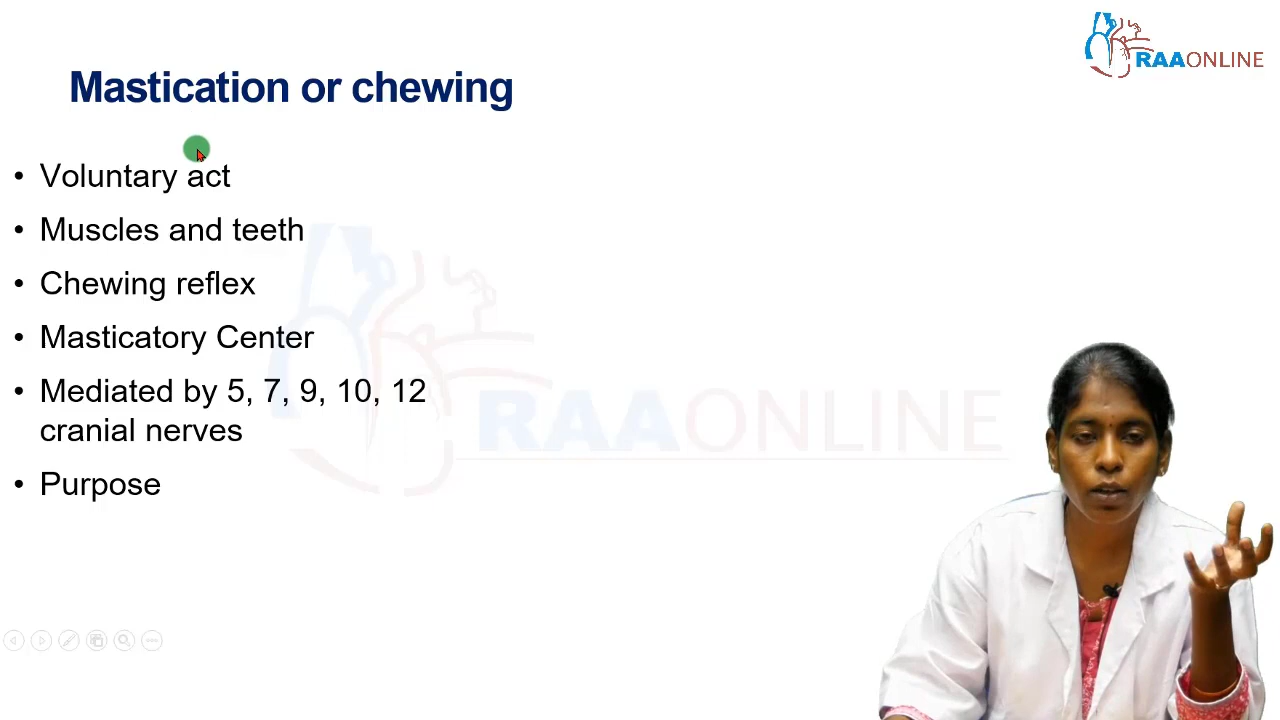 RAAONLINE
Mastication or chewing
• Voluntary act
• Muscles and teeth
• Chewing reflex
• Masticatory Center
• Mediated by 5, 7, 9, 10, 12
cranial nerves
• Purpose
RAAONLINE